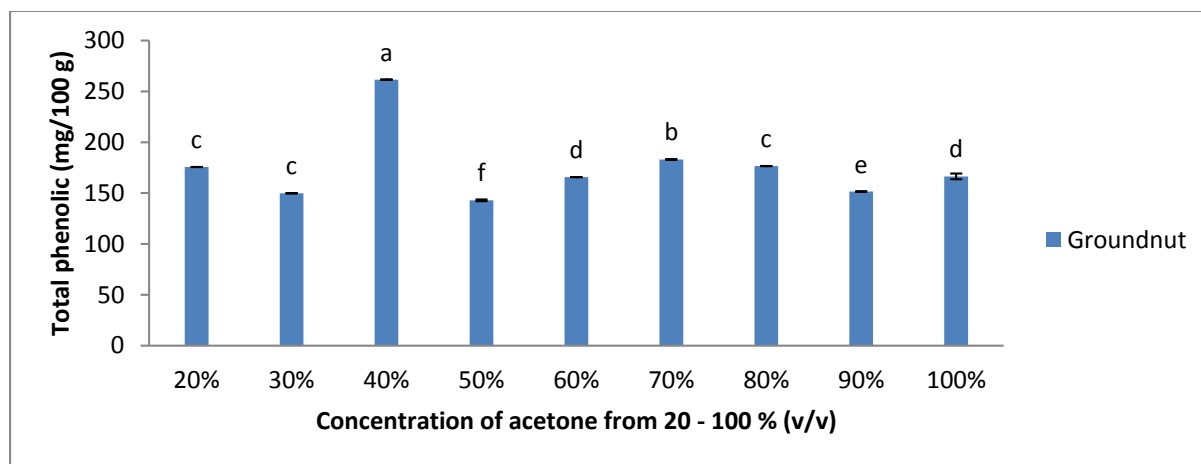 Total phenolic (mg/100 g)
300
250
200
150
100
50
0
c
c
a
f
d
b
c
e
d
20% 30% 40% 50% 60% 70% 80% 90% 100%
Concentration of acetone from 20 - 100 % (v/v)
Groundnut